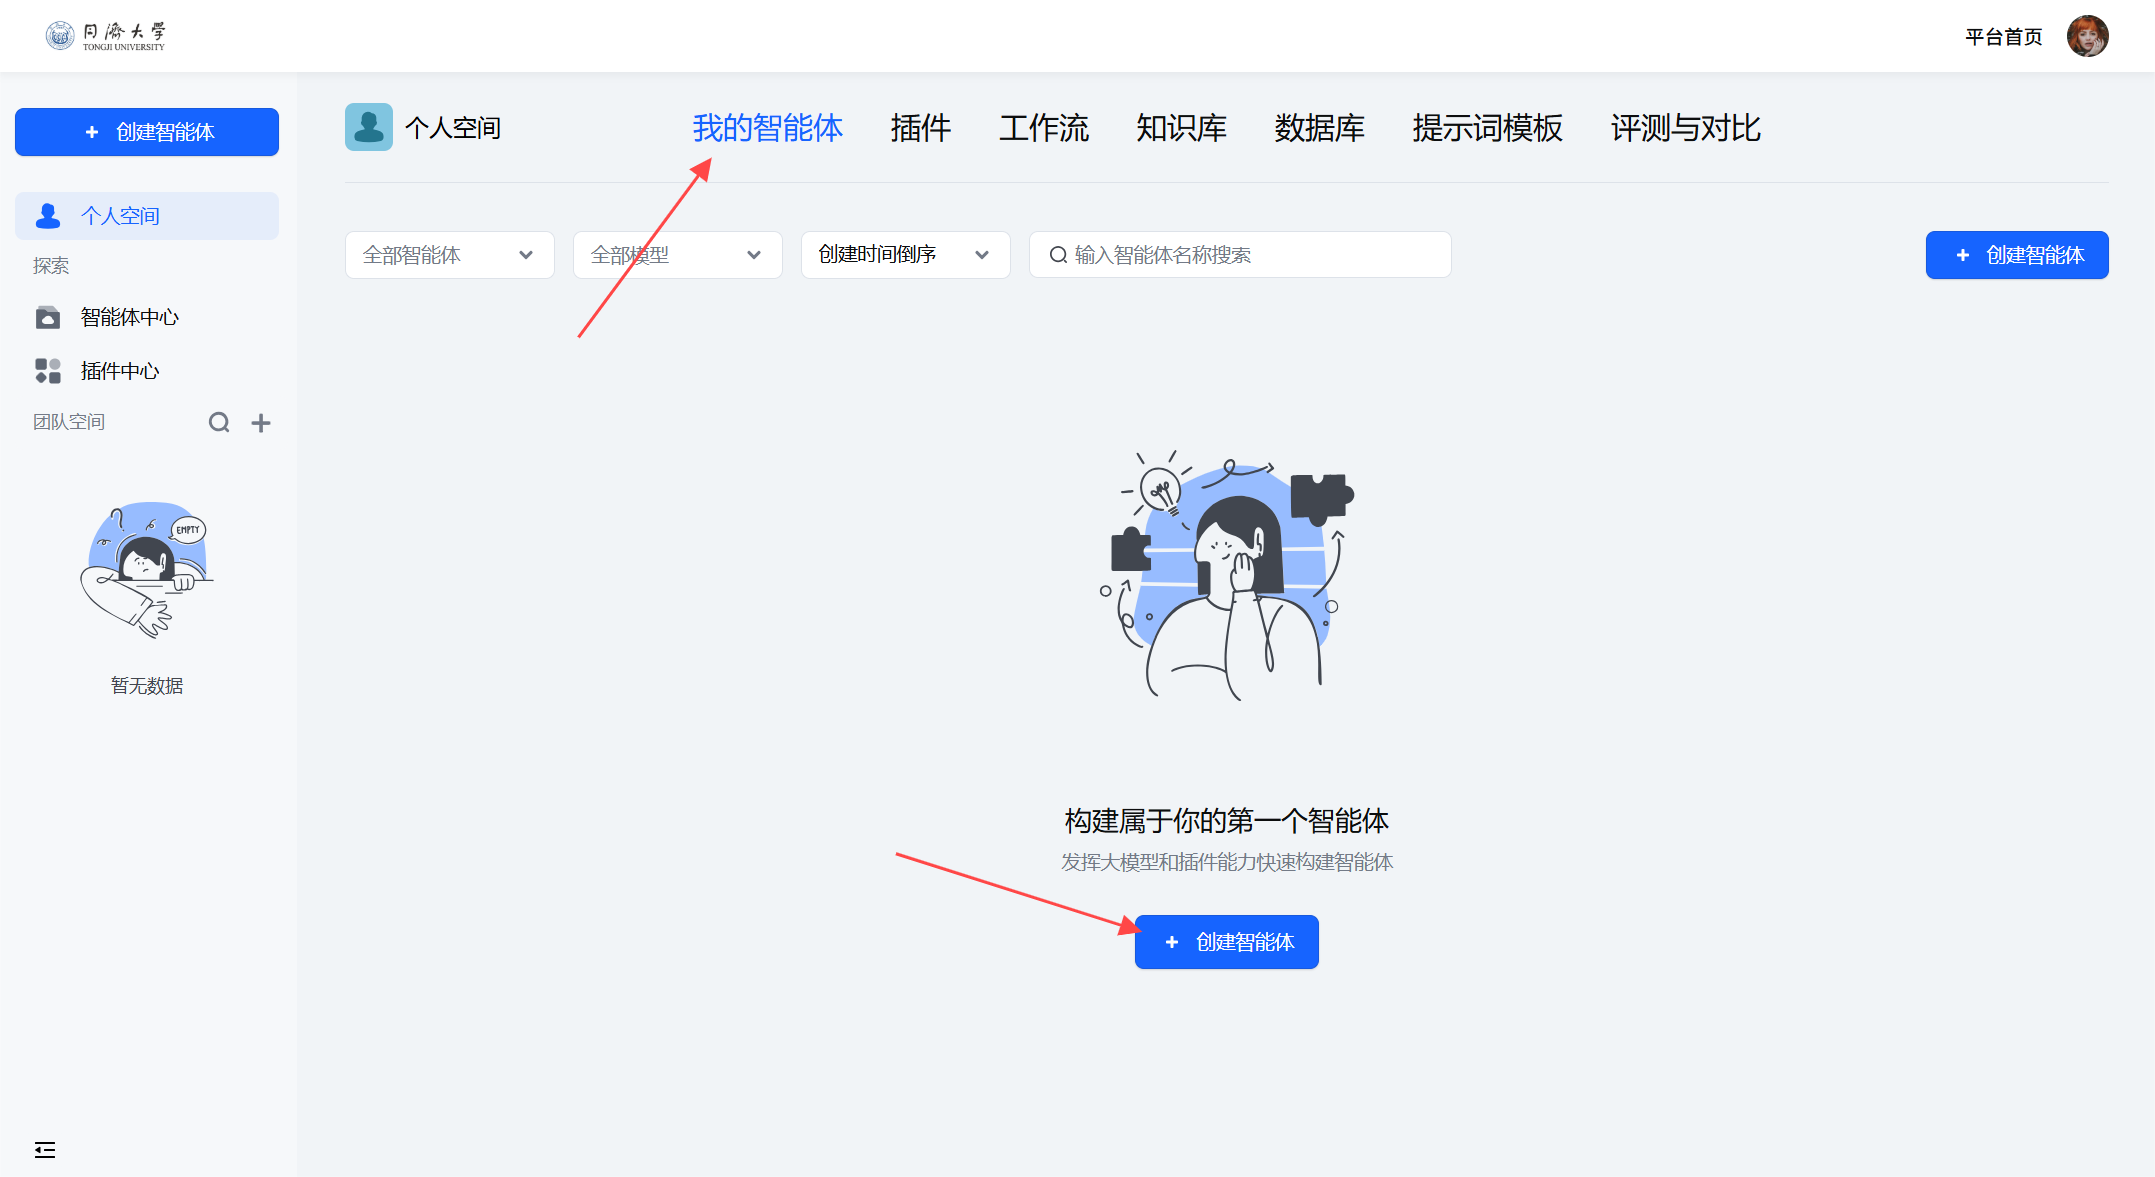 同濟大学
TONGJI UNIVERSITY
平台首页
创建智能体
个人空间
探索
智能体中心
插件中心
团队空间
EMPTY
暂无数据
个人空间
我的智能体 插件 工作流 知识库 数据库 提示词模板 评测与对比
全部智能体 全部模型 创建时间倒序 输入智能体名称搜索 创建智能体
构建属于你的第一个智能体
发挥大模型和插件能力快速构建智能体
创建智能体